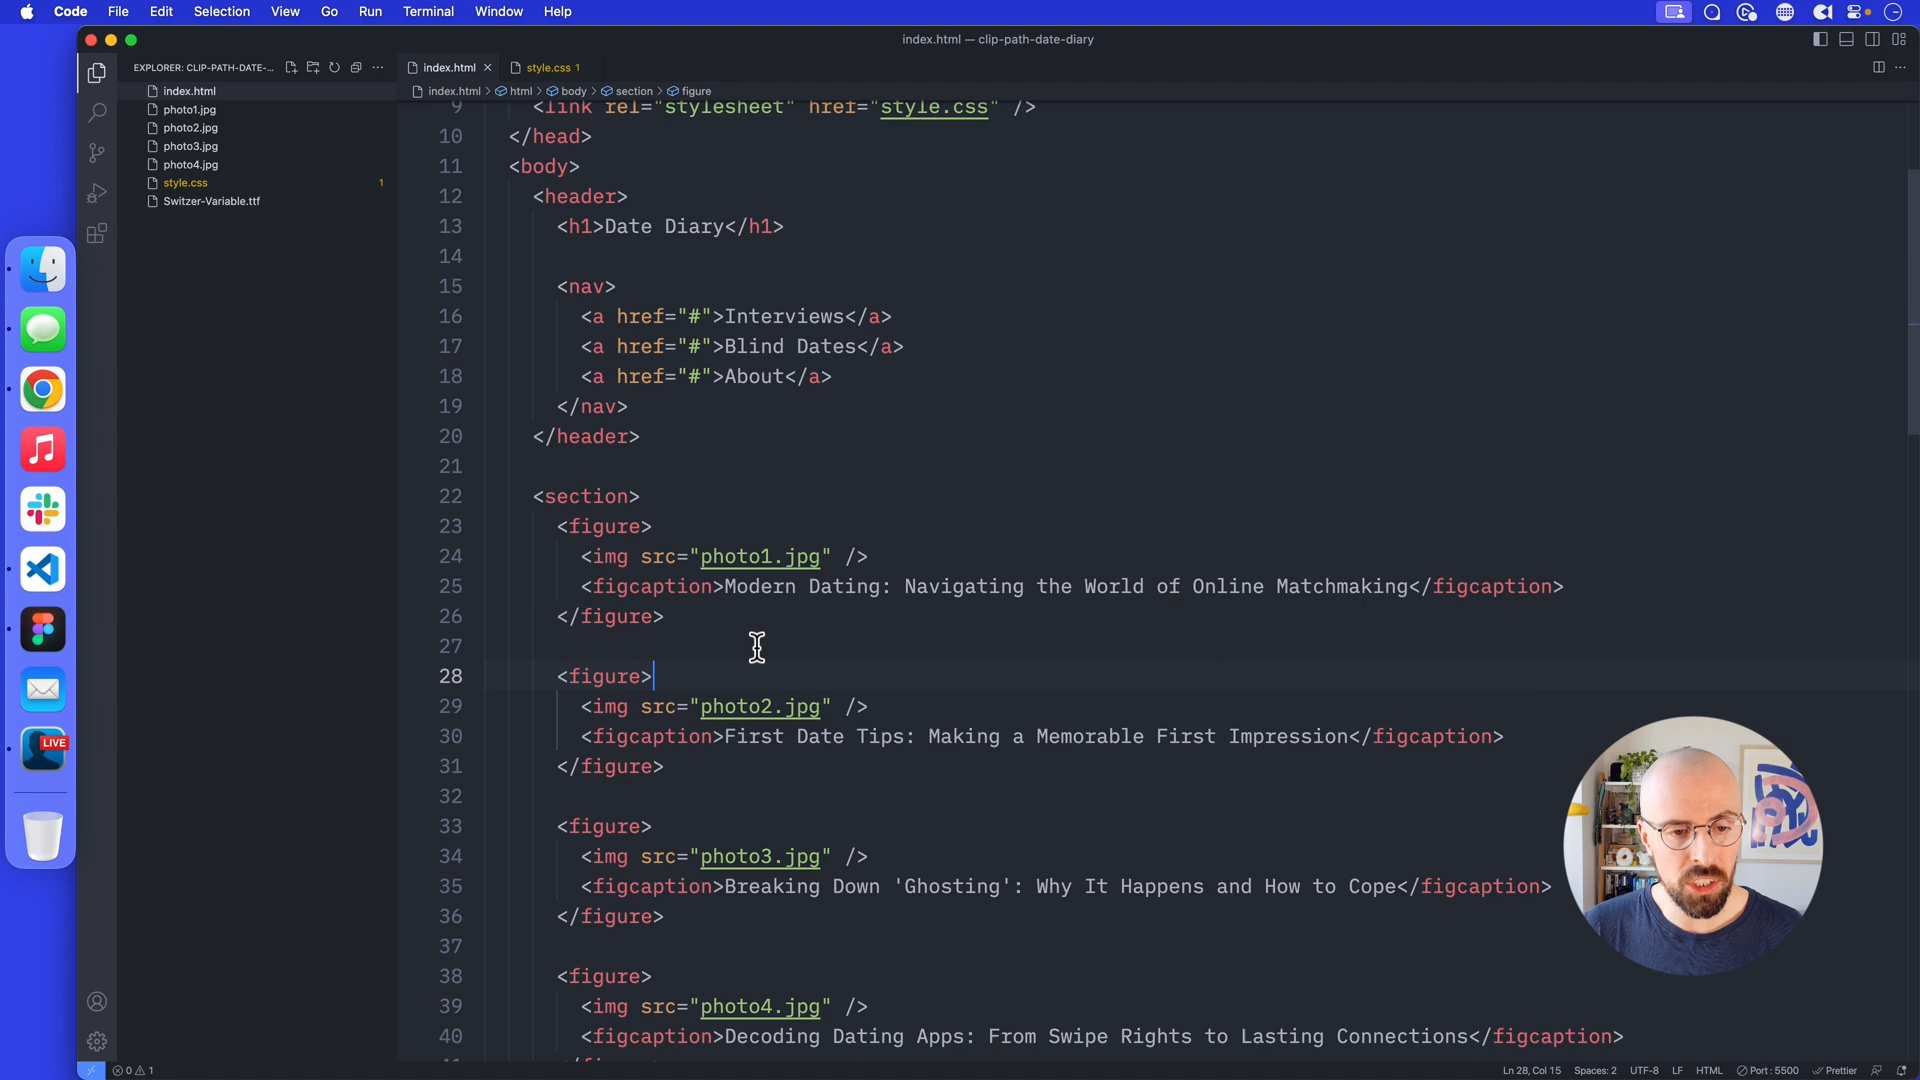 Code File Edit Selection View Go Run Terminal Window Help
index.html — clip-path-date-diary
EXPLORER: CLIP-PATH-DATE-...
index.html
photo1.jpg
photo2.jpg
photo3.jpg
photo4.jpg
style.css 1
Switzer-Variable.ttf
index.html
style.css 1
index.html > html > body > section > figure
9 <link rel="stylesheet" href="style.css" />
10 </head>
11 <body>
12 <header>
13 <h1>Date Diary</h1>
14
15 <nav>
16 <a href="#">Interviews</a>
17 <a href="#">Blind Dates</a>
18 <a href="#">About</a>
19 </nav>
20 </header>
21
22 <section>
23 <figure>
24 <img src="photo1.jpg" />
25 <figcaption>Modern Dating: Navigating the World of Online Matchmaking</figcaption>
26 </figure>
27
28 <figure>
29 <img src="photo2.jpg" />
30 <figcaption>First Date Tips: Making a Memorable First Impression</figcaption>
31 </figure>
32
33 <figure>
34 <img src="photo3.jpg" />
35 <figcaption>Breaking Down 'Ghosting': Why It Happens and How to Cope</figcaption>
36 </figure>
37
38 <figure>
39 <img src="photo4.jpg" />
40 <figcaption>Decoding Dating Apps: From Swipe Rights to Lasting Connections</figcaption>
LIVE
0 1
Ln 28, Col 15 Spaces: 2 UTF-8 LF HTML Port : 5500 Prettier